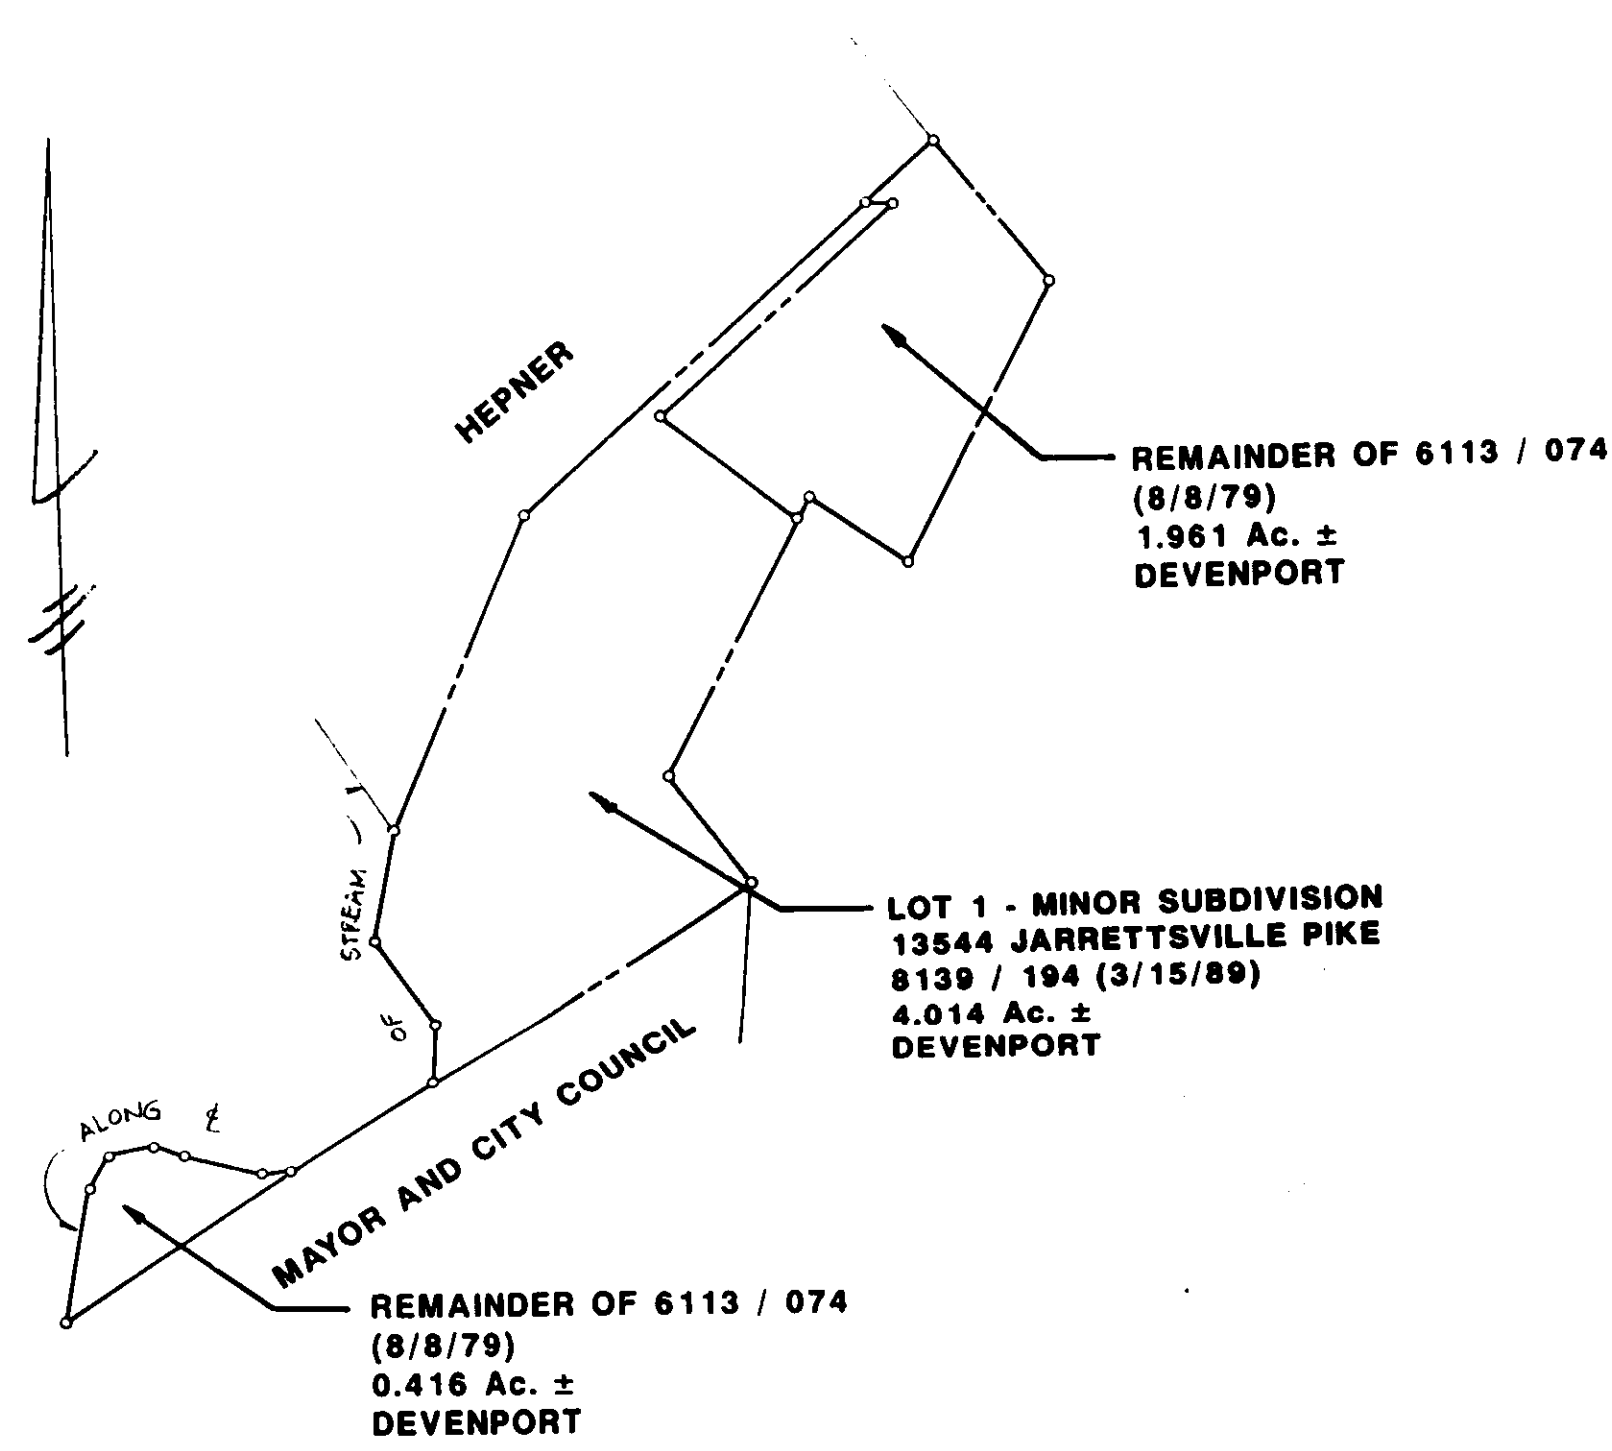 HEPNER
REMAINDER OF 6113 / 074
(8/8/79)
1.961 Ac. ±
DEVENPORT
STREAM
OF
ALONG ℄
LOT 1 - MINOR SUBDIVISION
13544 JARRETTSVILLE PIKE
8139 / 194 (3/15/89)
4.014 Ac. ±
DEVENPORT
MAYOR AND CITY COUNCIL
REMAINDER OF 6113 / 074
(8/8/79)
0.416 Ac. ±
DEVENPORT